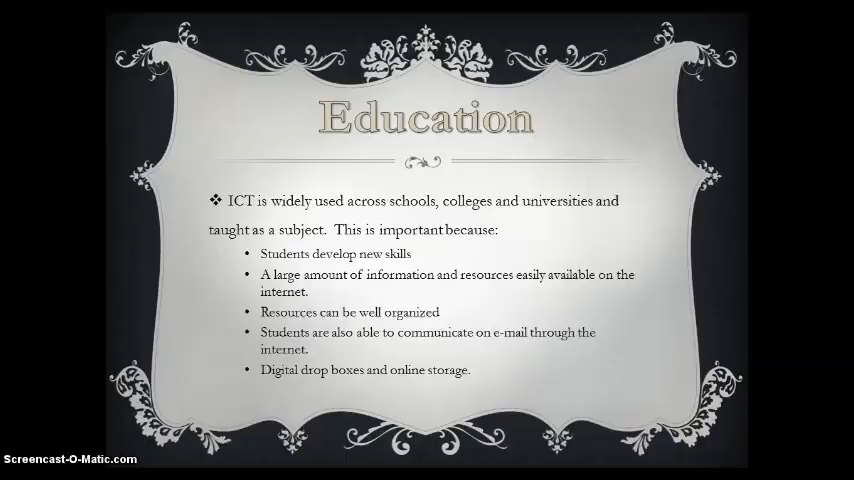 Education
❖ ICT is widely used across schools, colleges and universities and
taught as a subject. This is important because:
• Students develop new skills
• A large amount of information and resources easily available on the
internet.
• Resources can be well organized
• Students are also able to communicate on e-mail through the
internet.
• Digital drop boxes and online storage.
Screencast-O-Matic.com